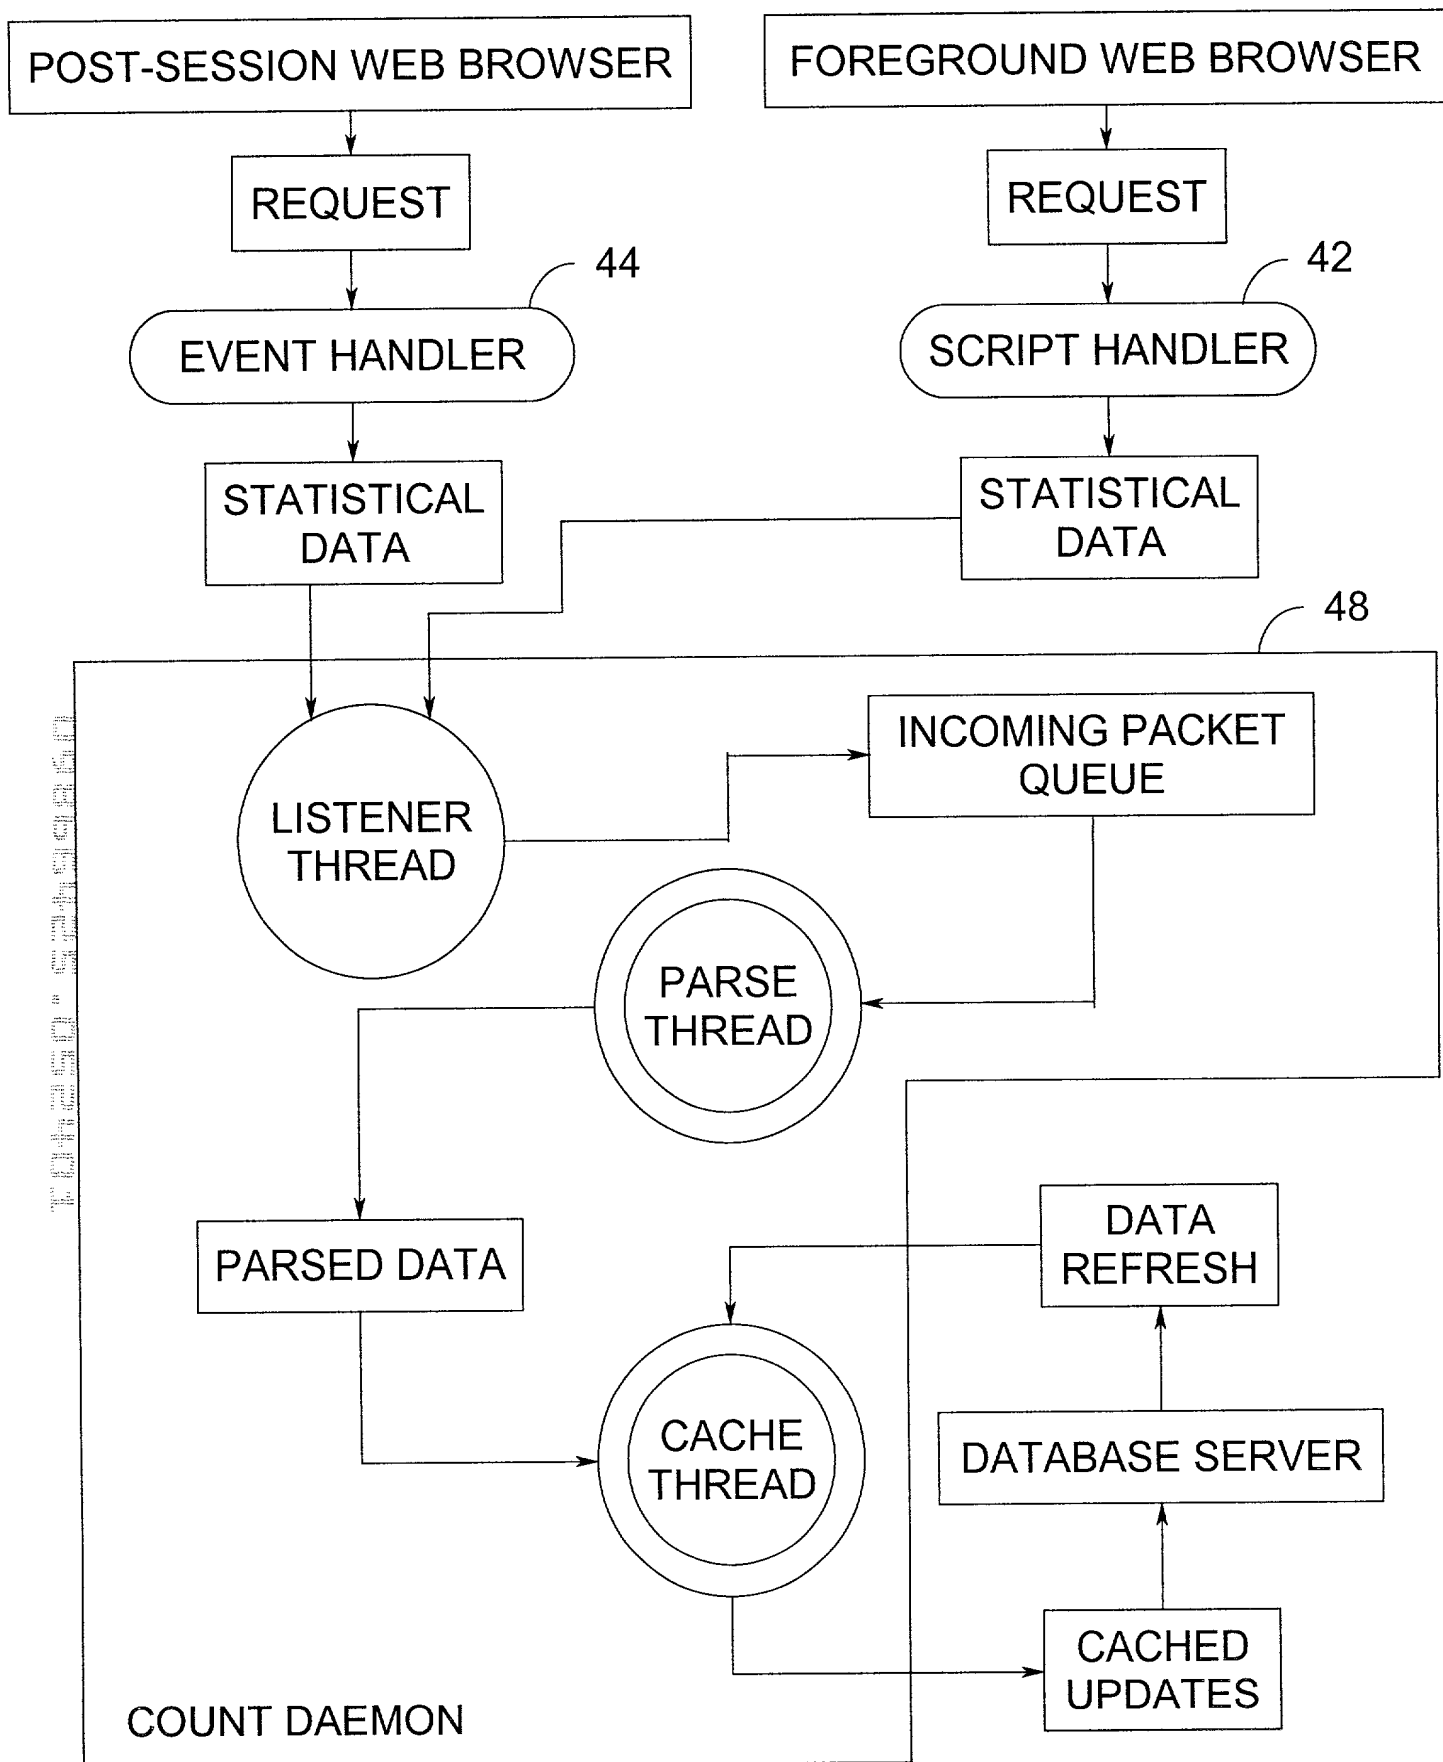 POST-SESSION WEB BROWSER
FOREGROUND WEB BROWSER
REQUEST
REQUEST
44
42
EVENT HANDLER
SCRIPT HANDLER
STATISTICAL
DATA
STATISTICAL
DATA
48
INCOMING PACKET
QUEUE
LISTENER
THREAD
PARSE
THREAD
PARSED DATA
DATA
REFRESH
CACHE
THREAD
DATABASE SERVER
CACHED
UPDATES
COUNT DAEMON